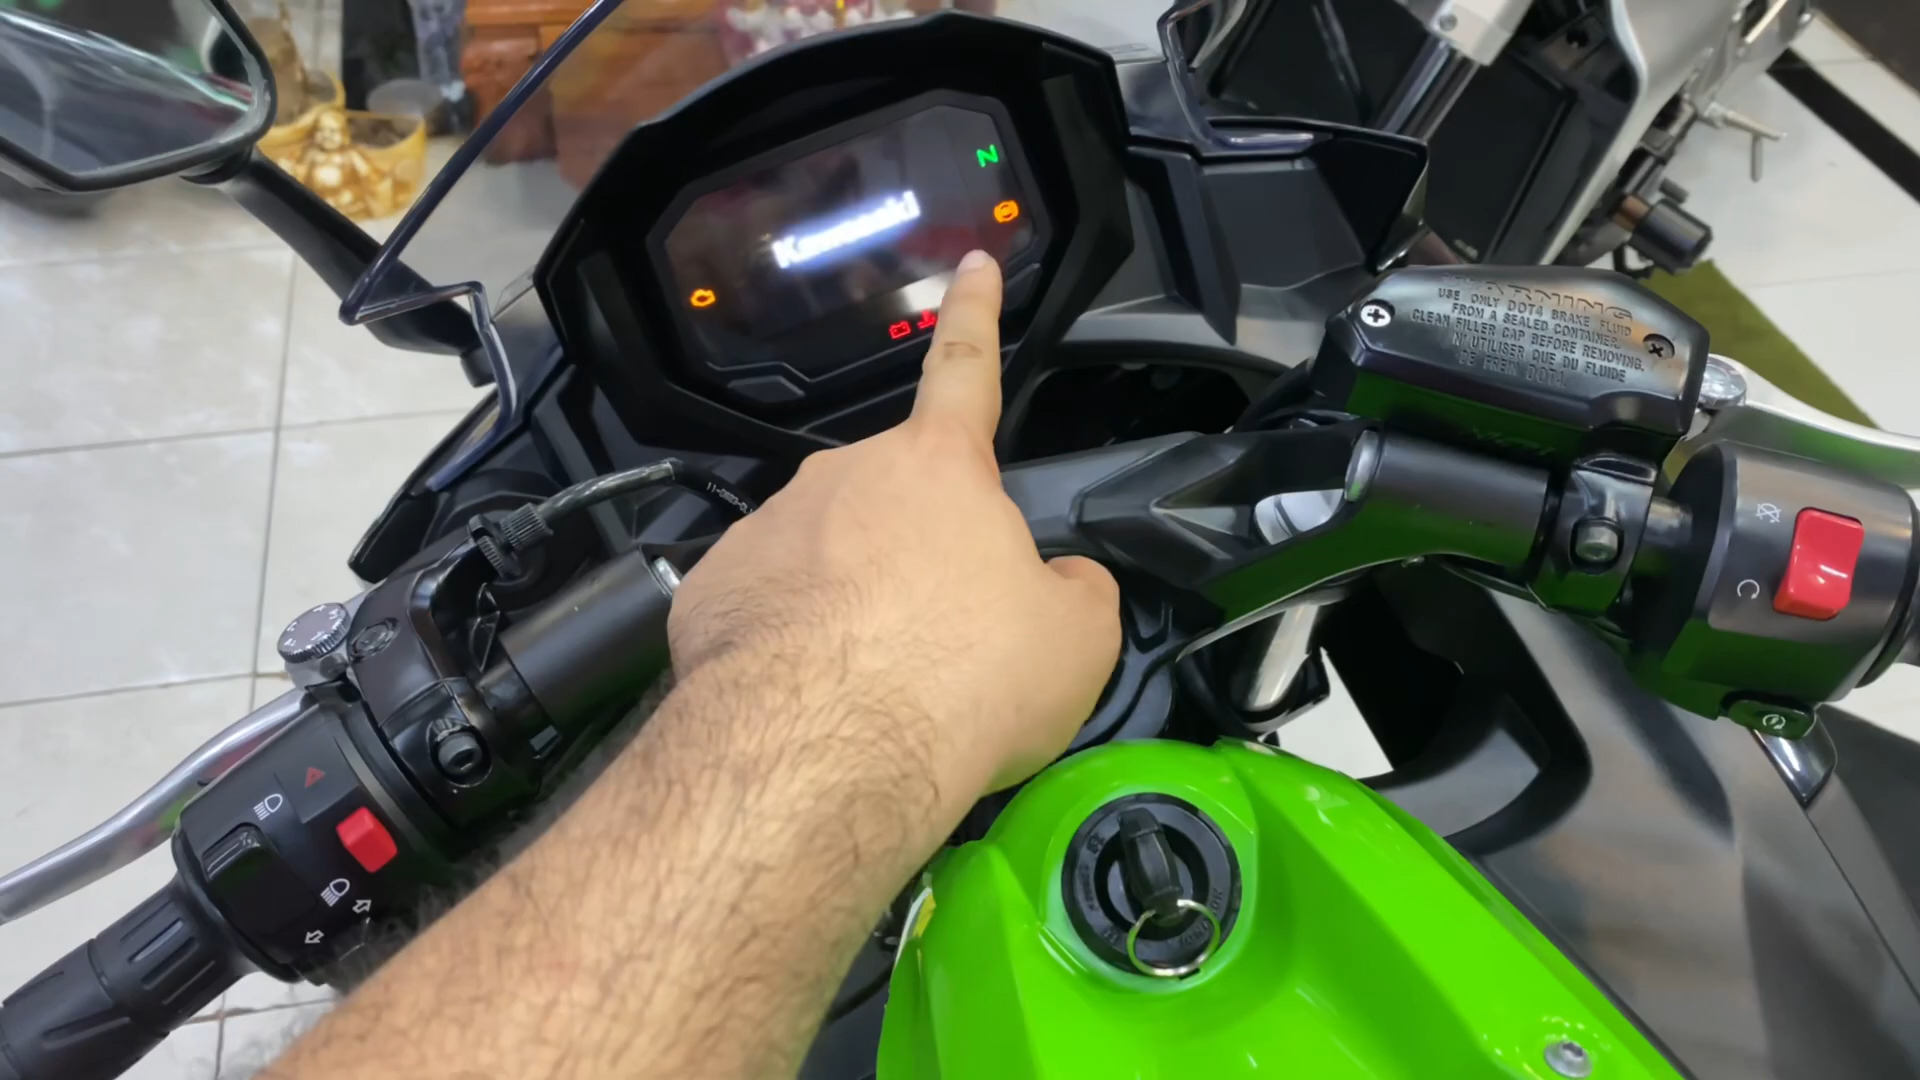 N
Kawasaki
WARNING
USE ONLY DOT4 BRAKE FLUID
FROM A SEALED CONTAINER.
CLEAN FILLER CAP BEFORE REMOVING.
N'UTILISER QUE DU FLUIDE
DE FREIN DOT4.